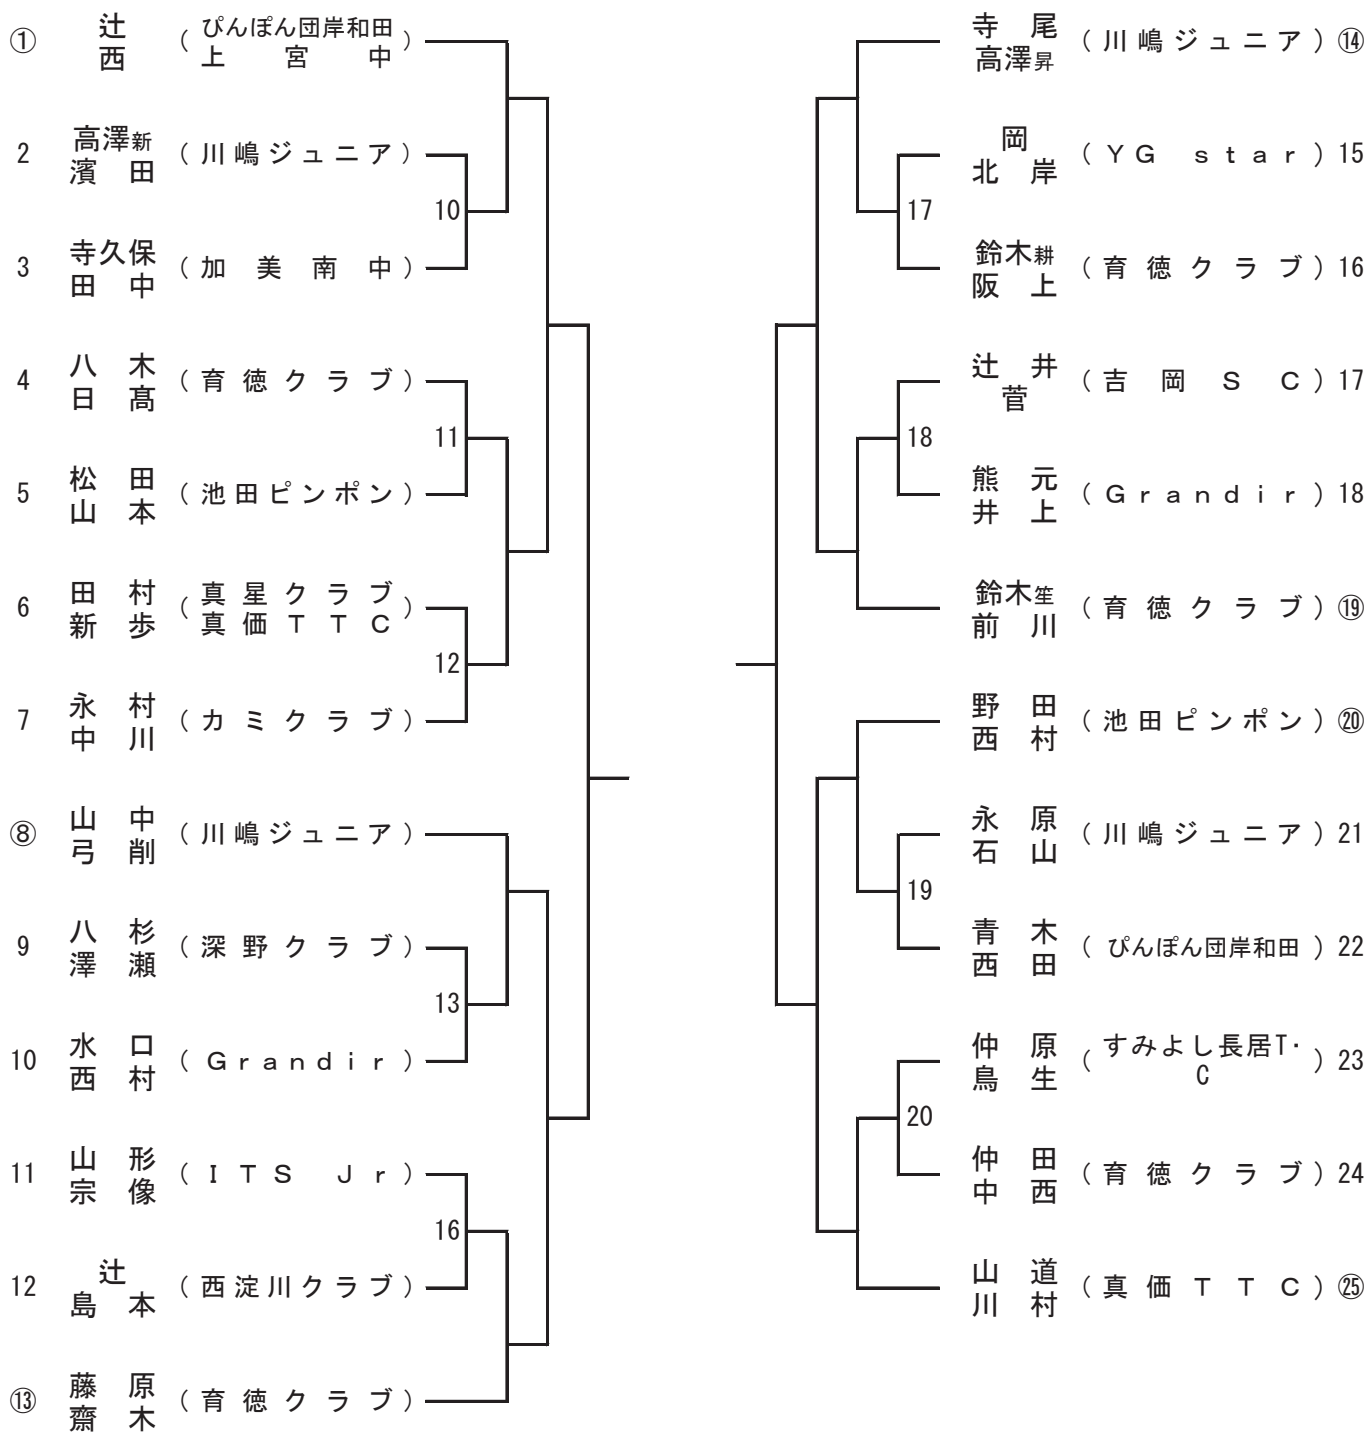 ① 辻 西 ( ぴんぽん団岸和田 上宮中 )
2 高澤新 濱田 ( 川嶋ジュニア )
10
3 寺久保 田中 ( 加美南中 )
4 八木 日髙 ( 育徳クラブ )
11
5 松田 山本 ( 池田ピンポン )
6 田村 新歩 ( 真星クラブ 真価TTC )
12
7 永村 中川 ( カミクラブ )
⑧ 山中 弓削 ( 川嶋ジュニア )
9 八杉 澤瀬 ( 深野クラブ )
13
10 水口 西村 ( Grandir )
11 山形 宗像 ( ITS Jr )
16
12 辻 島本 ( 西淀川クラブ )
⑬ 藤原 齋木 ( 育徳クラブ )
寺尾 高澤昇 ( 川嶋ジュニア ) ⑭
岡 北岸 ( YG star ) 15
17
鈴木耕 阪上 ( 育徳クラブ ) 16
辻井 菅 ( 吉岡SC ) 17
18
熊元 井上 ( Grandir ) 18
鈴木笙 前川 ( 育徳クラブ ) ⑲
野田 西村 ( 池田ピンポン ) ⑳
永原 石山 ( 川嶋ジュニア ) 21
19
青木 西田 ( ぴんぽん団岸和田 ) 22
仲原 鳥生 ( すみよし長居T・C ) 23
20
仲田 中西 ( 育徳クラブ ) 24
山道 川村 ( 真価TTC ) ㉕